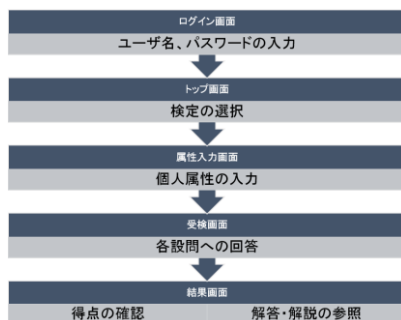 ログイン画面
ユーザ名、パスワードの入力
トップ画面
検定の選択
属性入力画面
個人属性の入力
受検画面
各設問への回答
結果画面
得点の確認 解答・解説の参照